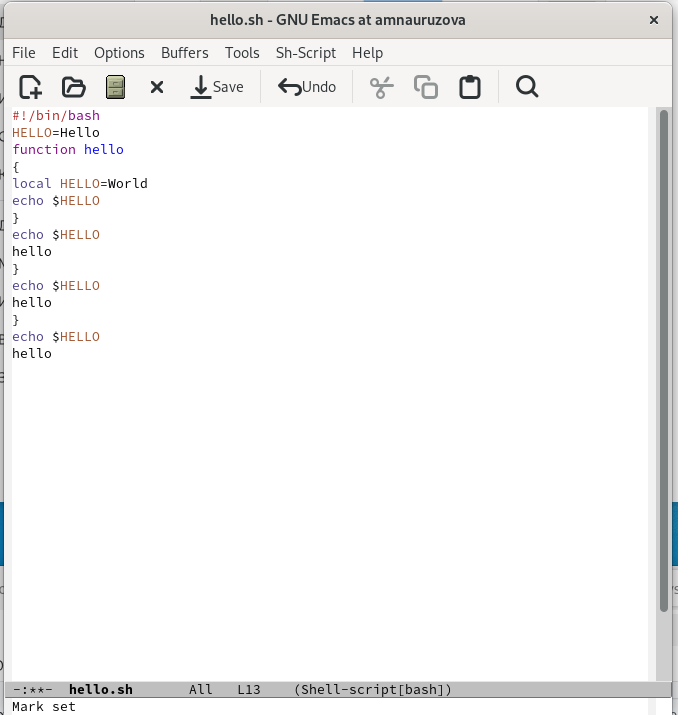 hello.sh - GNU Emacs at amnauruzova
File Edit Options Buffers Tools Sh-Script Help
Save Undo
#!/bin/bash
HELLO=Hello
function hello
{
local HELLO=World
echo $HELLO
}
echo $HELLO
hello
}
echo $HELLO
hello
}
echo $HELLO
hello
-:**- hello.sh All L13 (Shell-script[bash])
Mark set